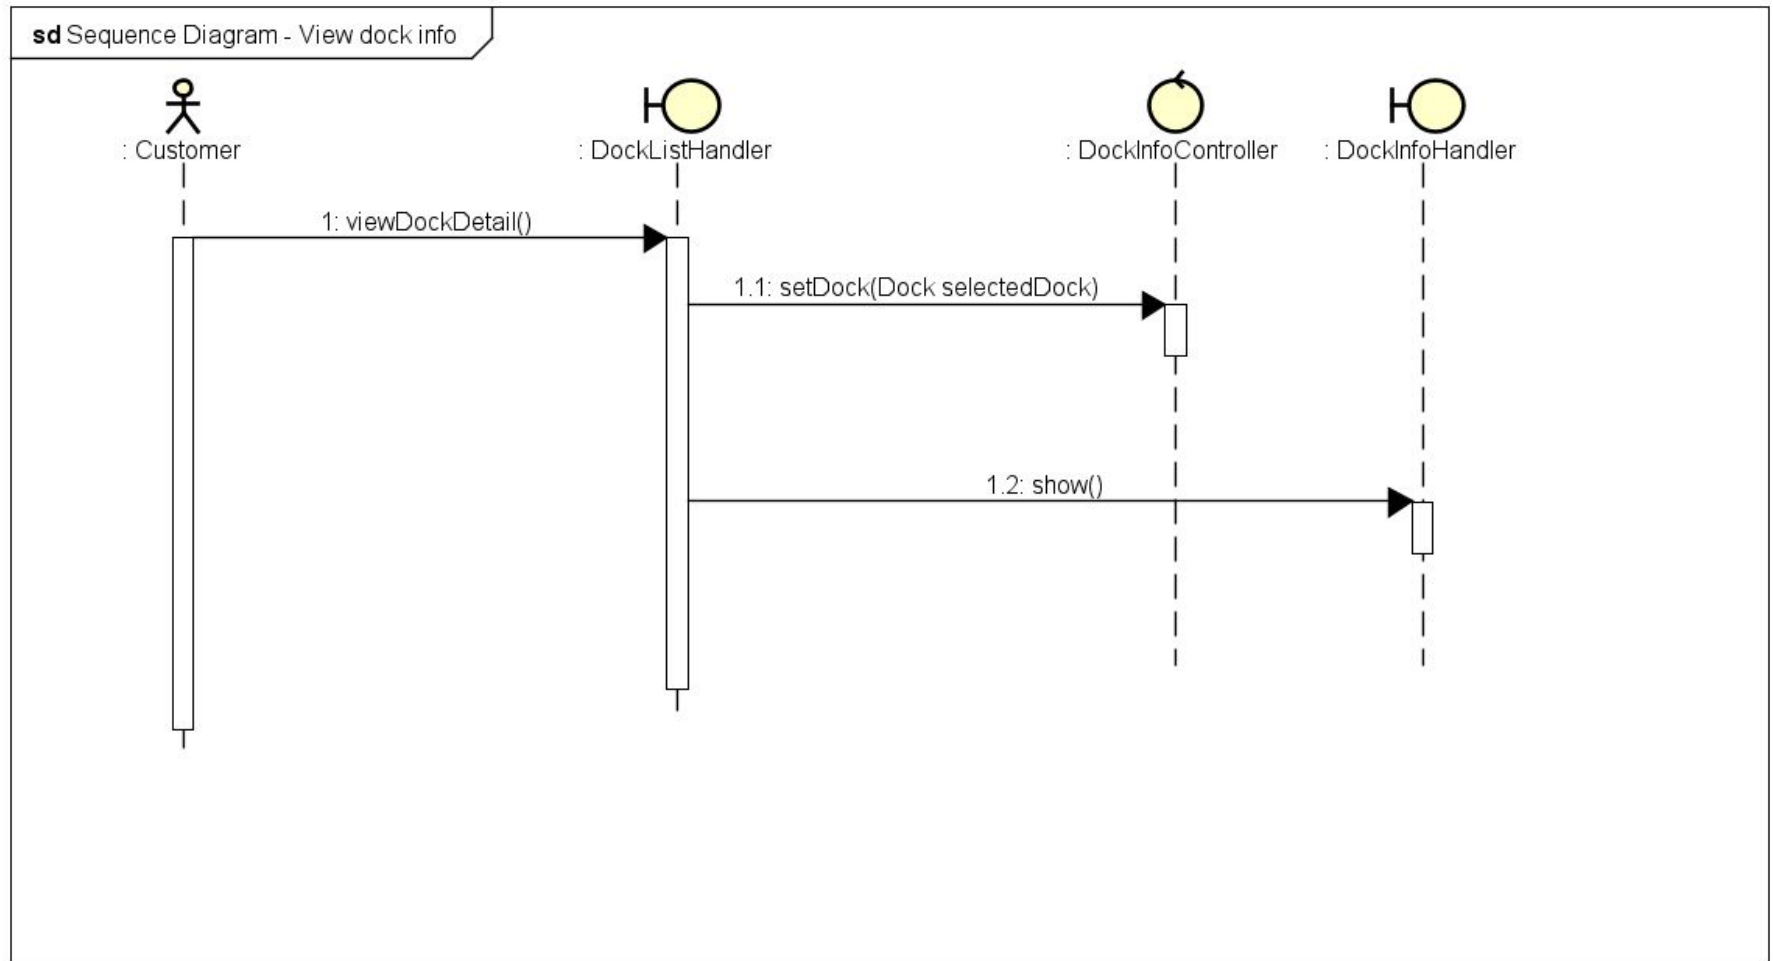 sd Sequence Diagram - View dock info
: Customer
: DockListHandler
: DockInfoController
: DockInfoHandler
1: viewDockDetail()
1.1: setDock(Dock selectedDock)
1.2: show()